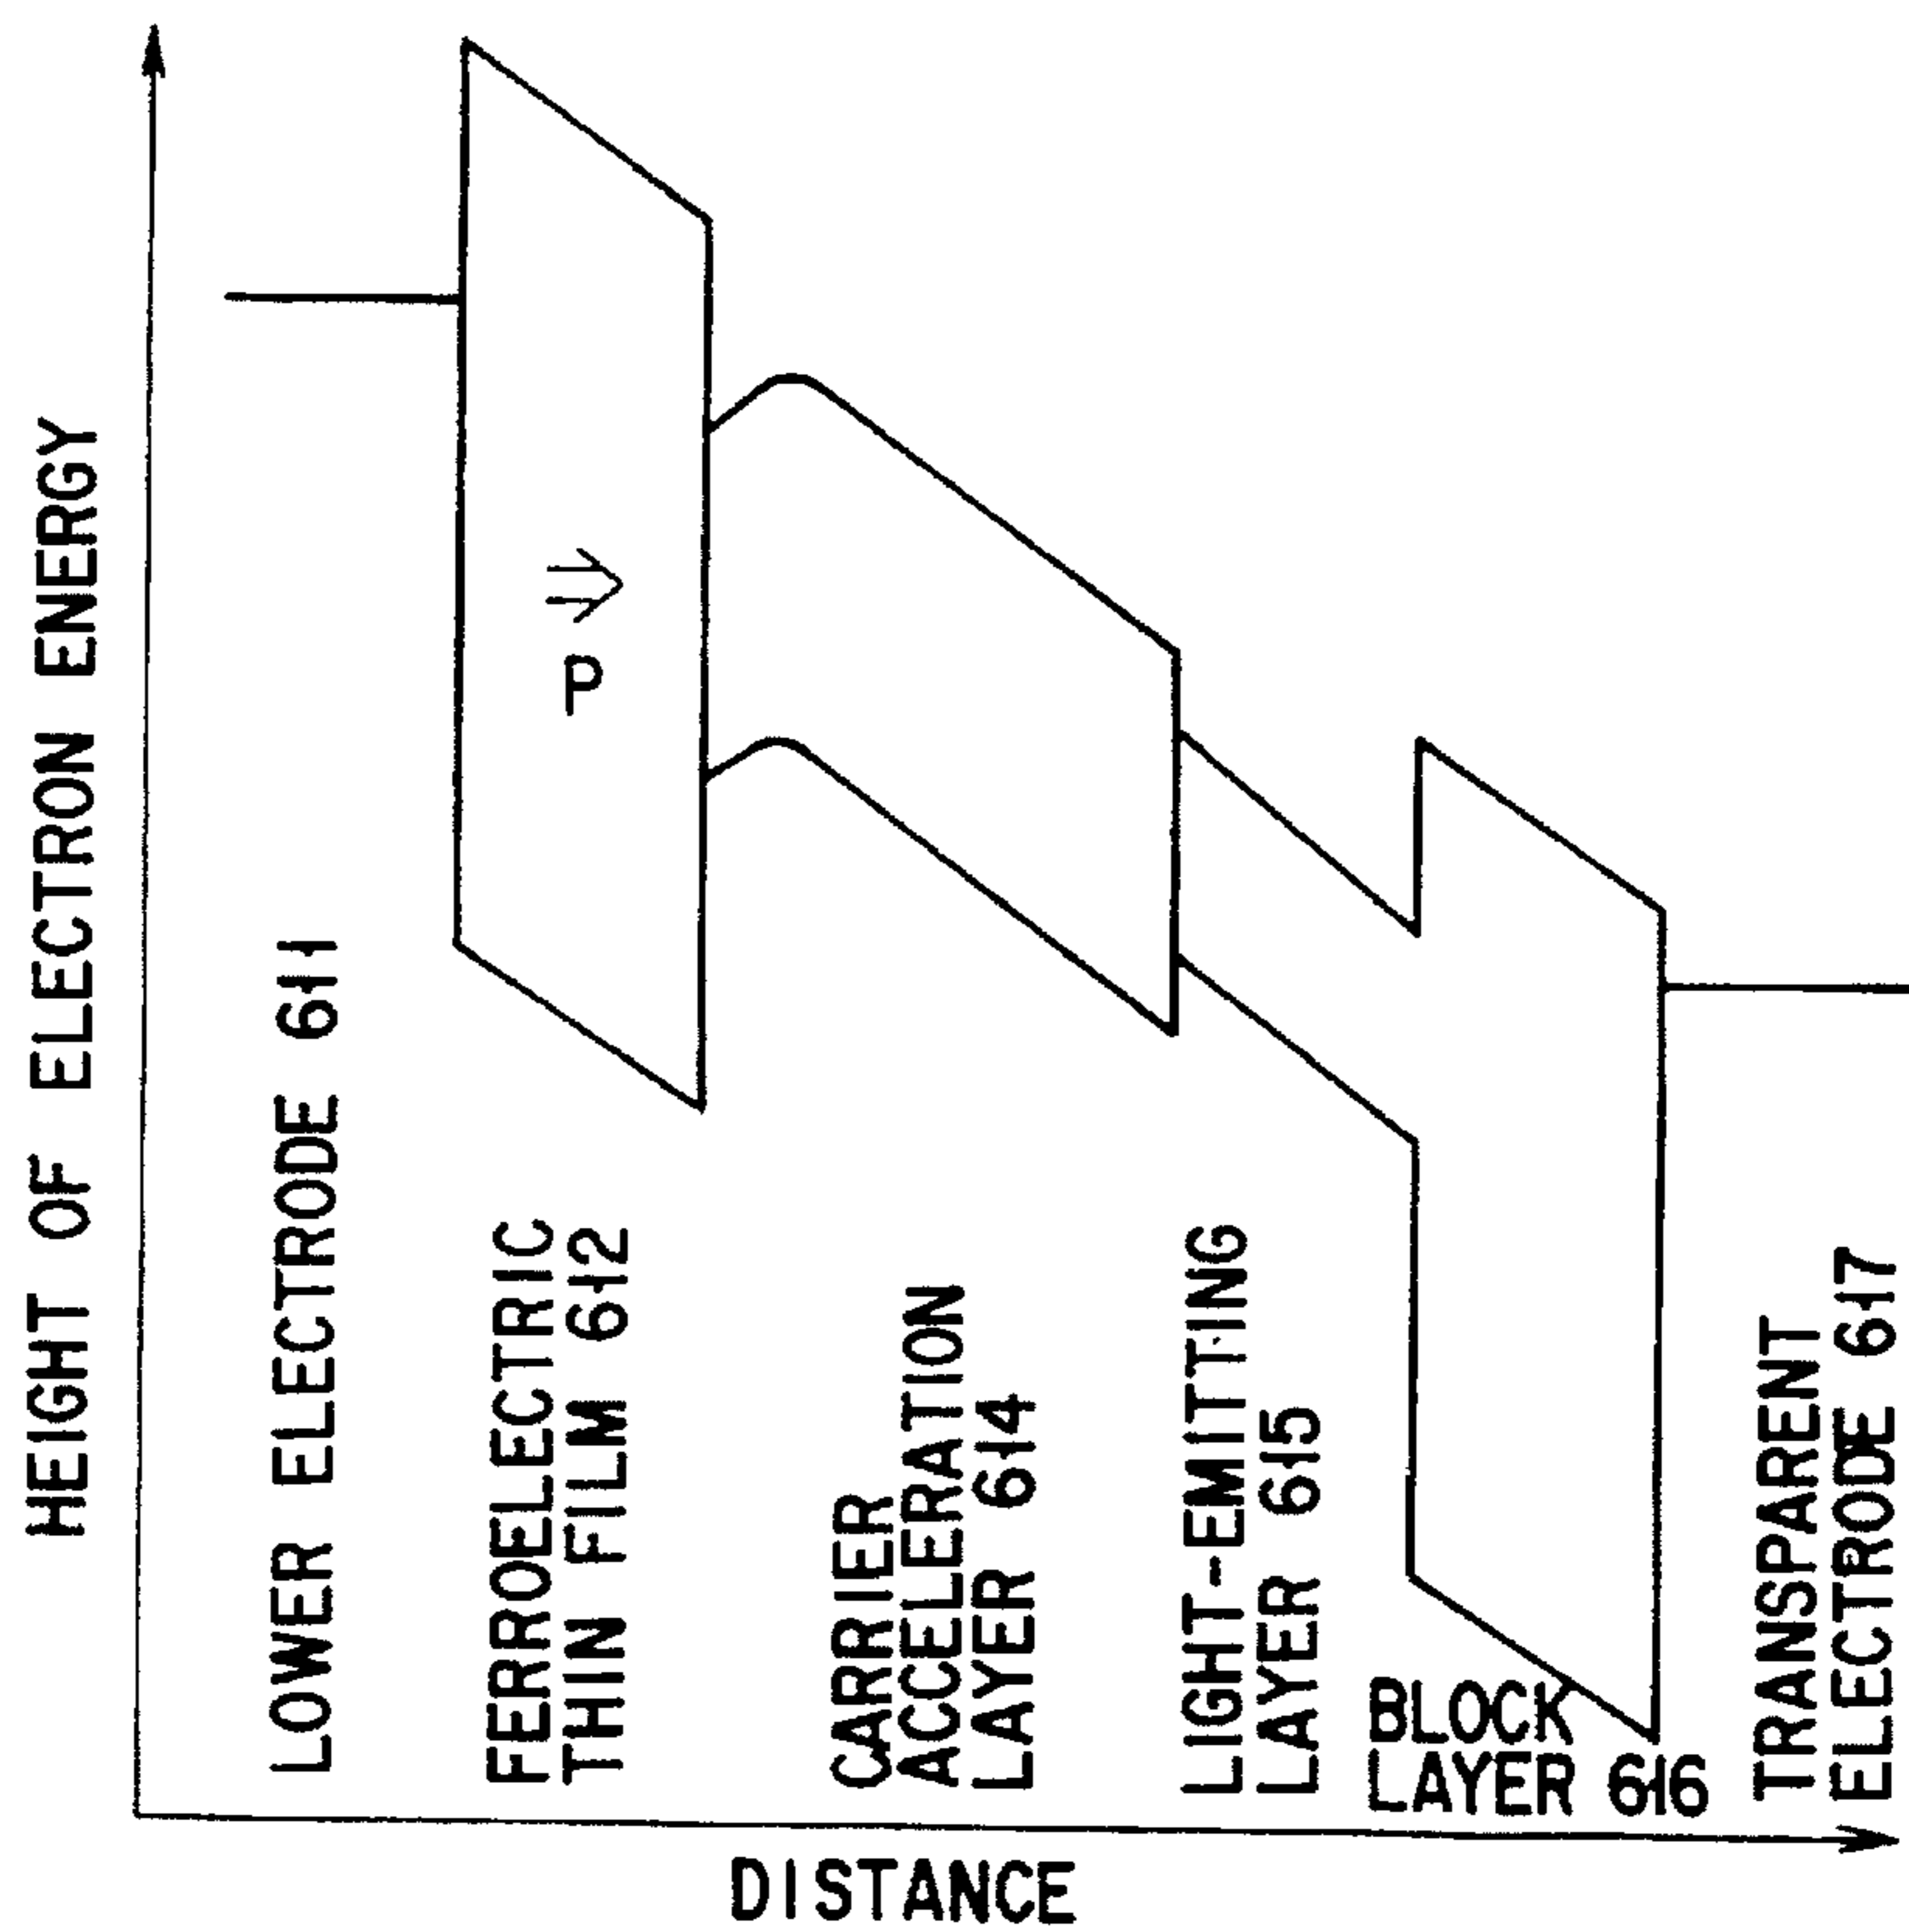 HEIGHT OF ELECTRON ENERGY
LOWER ELECTRODE 611
FERROELECTRIC
THIN FILM 612
P
CARRIER
ACCELERATION
LAYER 614
LIGHT-EMITTING
LAYER 615
BLOCK
LAYER 616
TRANSPARENT
ELECTRODE 617
DISTANCE